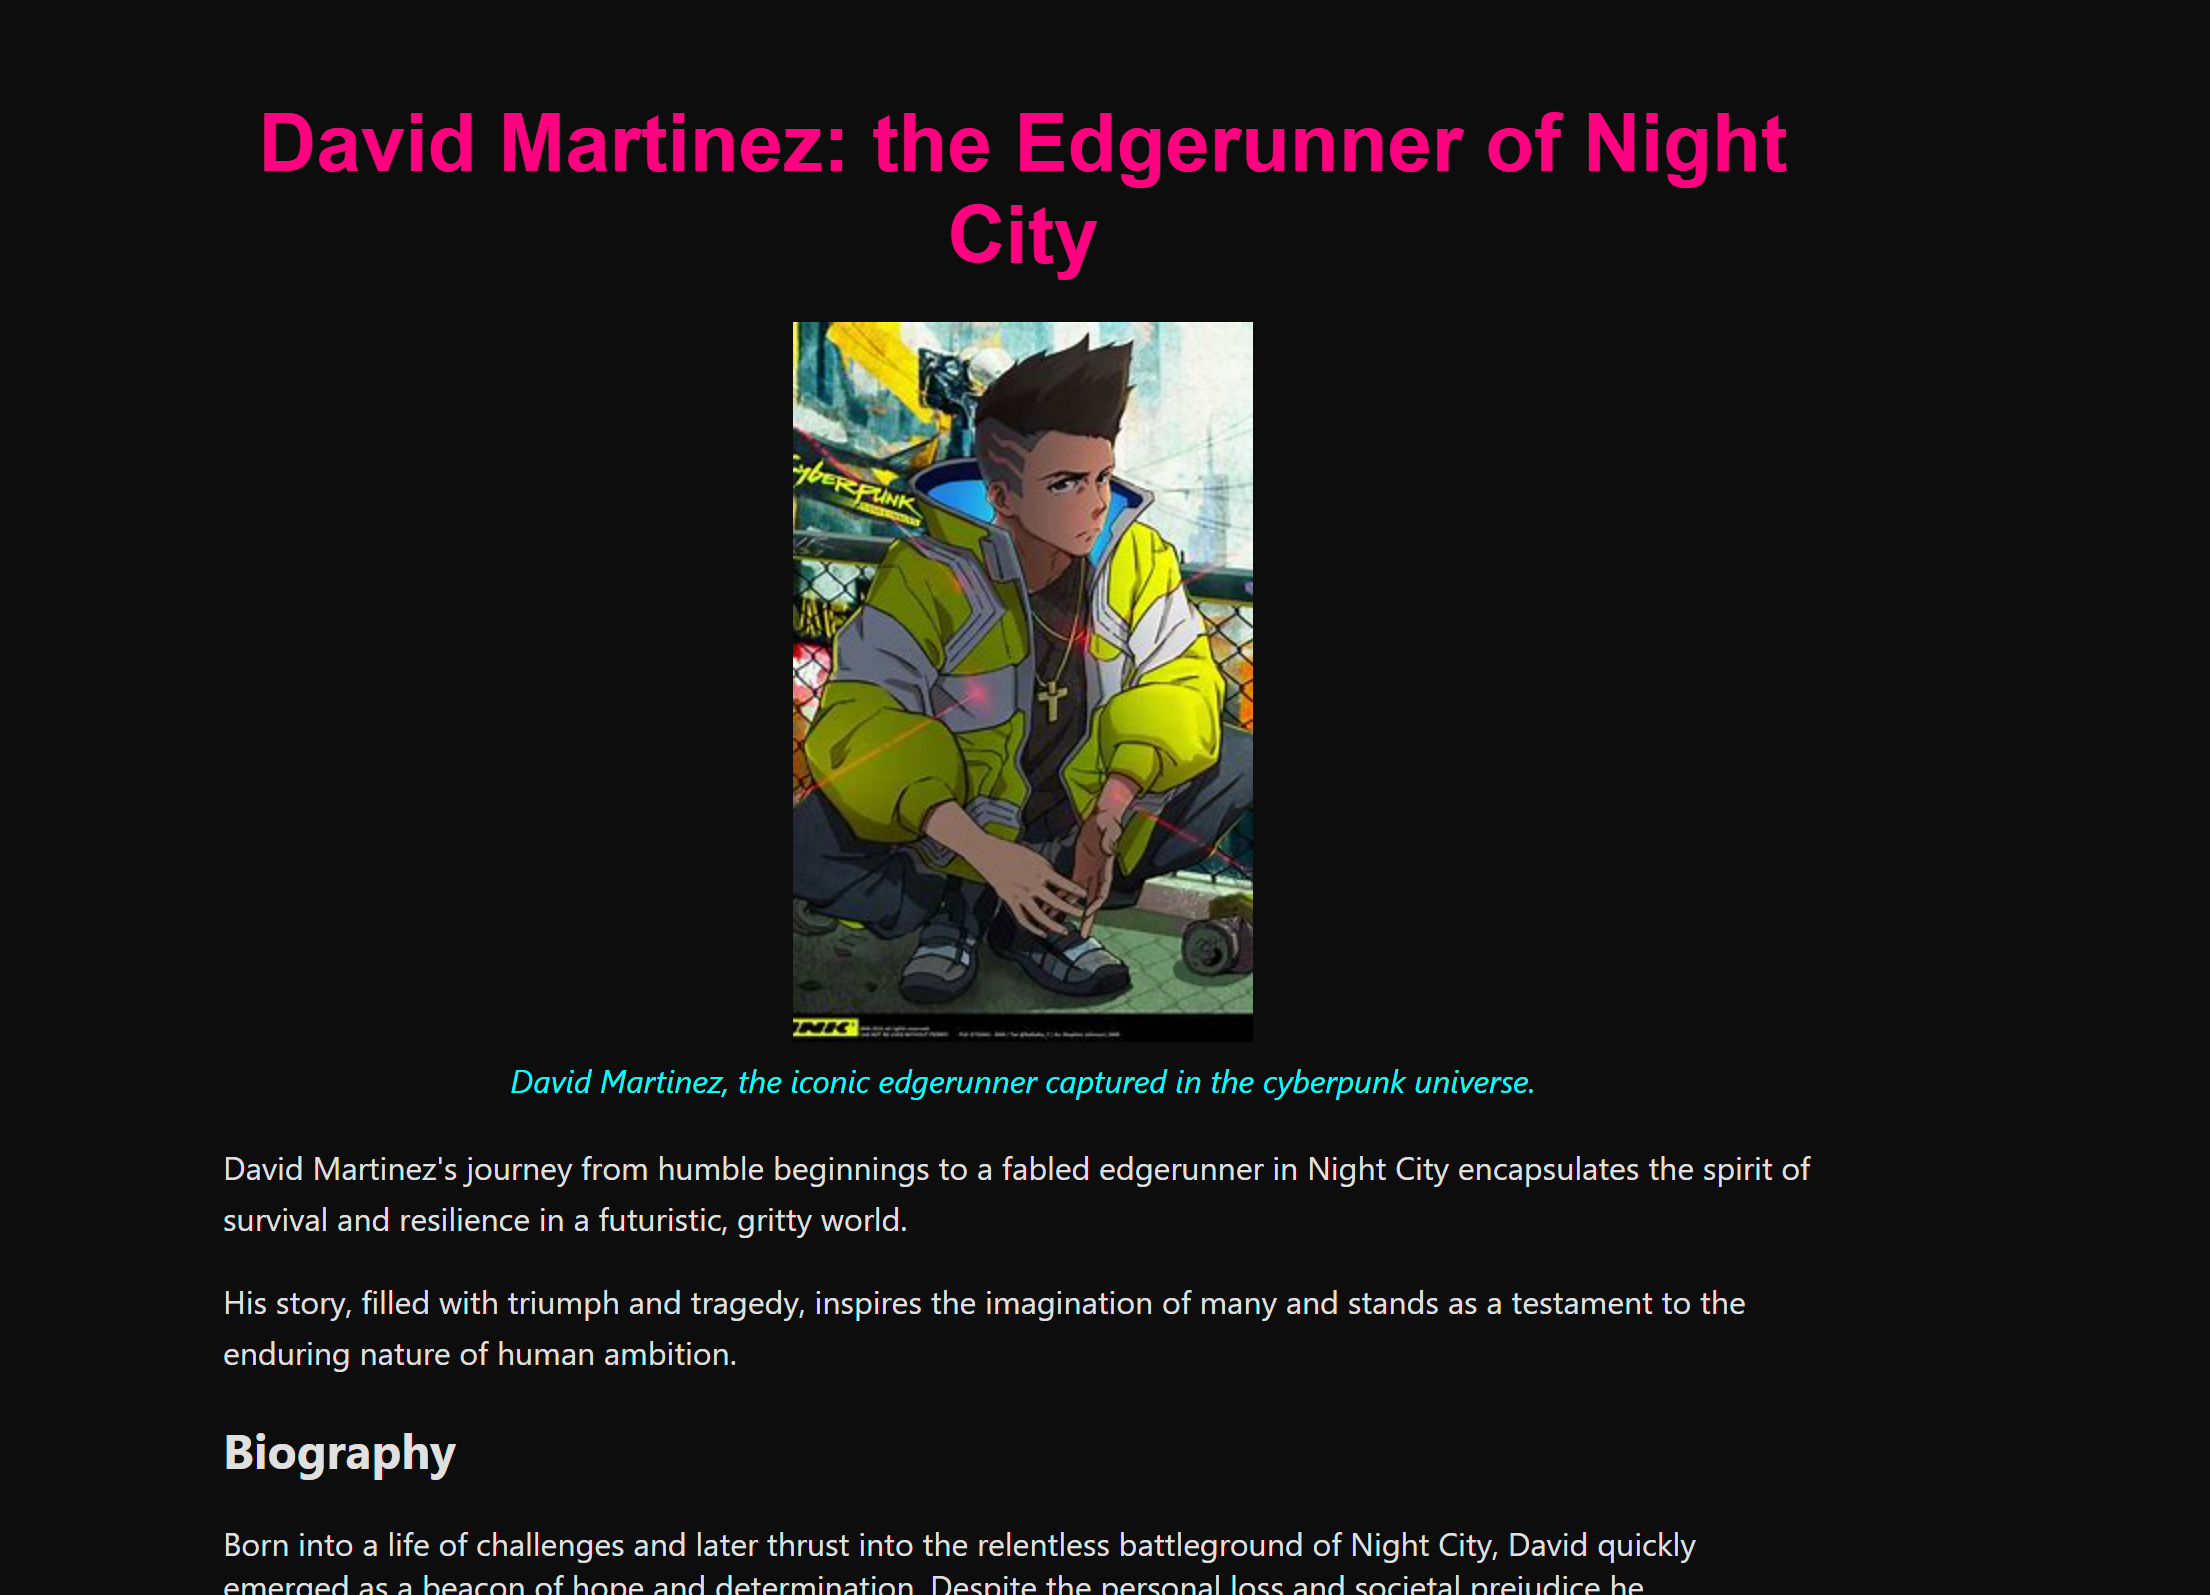 David Martinez: the Edgerunner of Night
City
CYBERPUNK
David Martinez, the iconic edgerunner captured in the cyberpunk universe.
David Martinez's journey from humble beginnings to a fabled edgerunner in Night City encapsulates the spirit of
survival and resilience in a futuristic, gritty world.
His story, filled with triumph and tragedy, inspires the imagination of many and stands as a testament to the
enduring nature of human ambition.
Biography
Born into a life of challenges and later thrust into the relentless battleground of Night City, David quickly
emerged as a beacon of hope and determination. Despite the personal loss and societal prejudice he